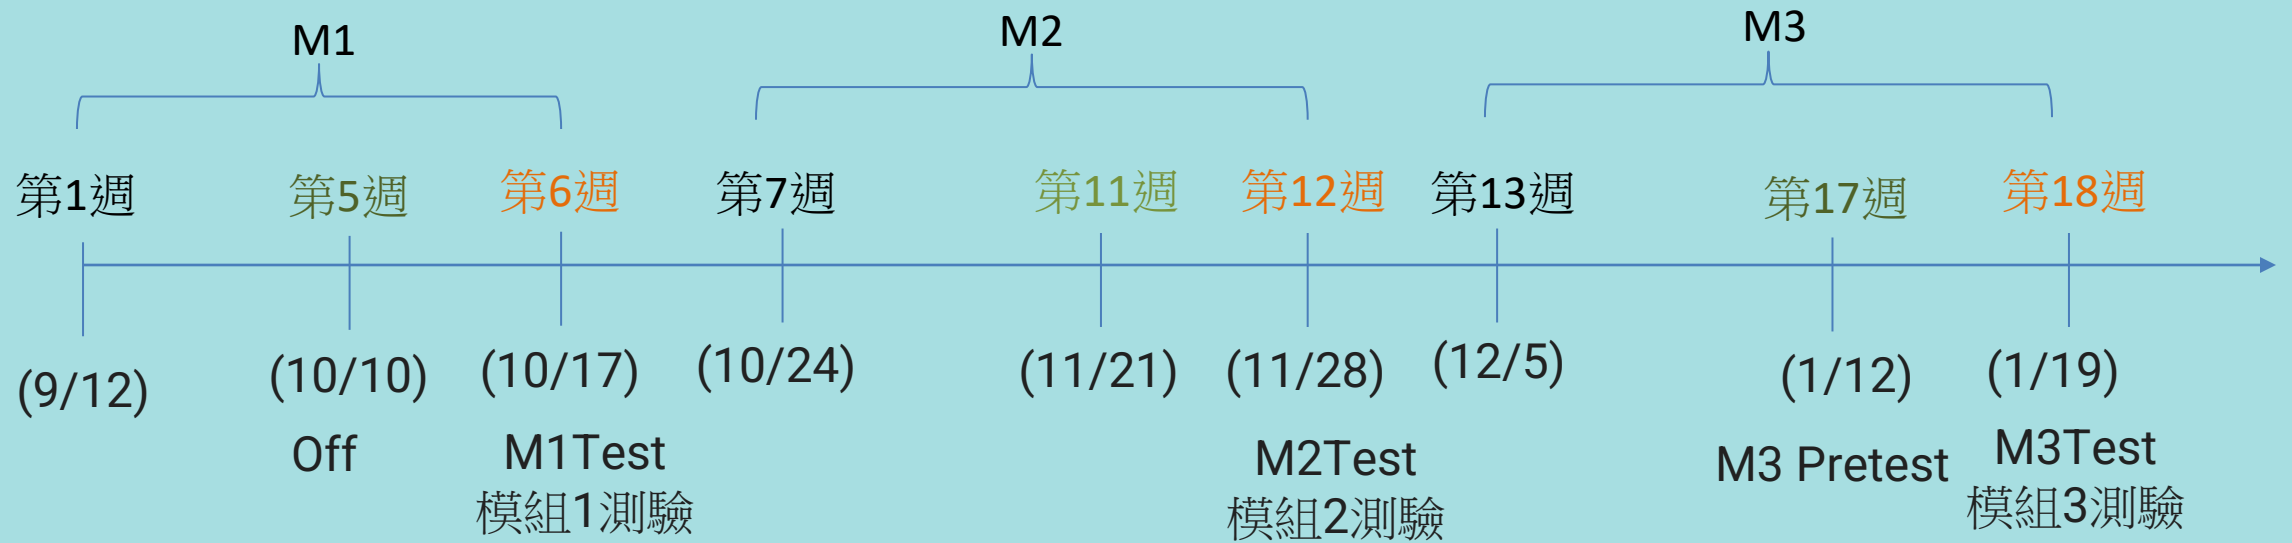 M1
M2
M3
第1週
第5週
第6週
第7週
第11週
第12週
第13週
第17週
第18週
(9/12)
(10/10)
(10/17)
(10/24)
(11/21)
(11/28)
(12/5)
(1/12)
(1/19)
Off
M1Test
模組1測驗
M2Test
模組2測驗
M3 Pretest
M3Test
模組3測驗